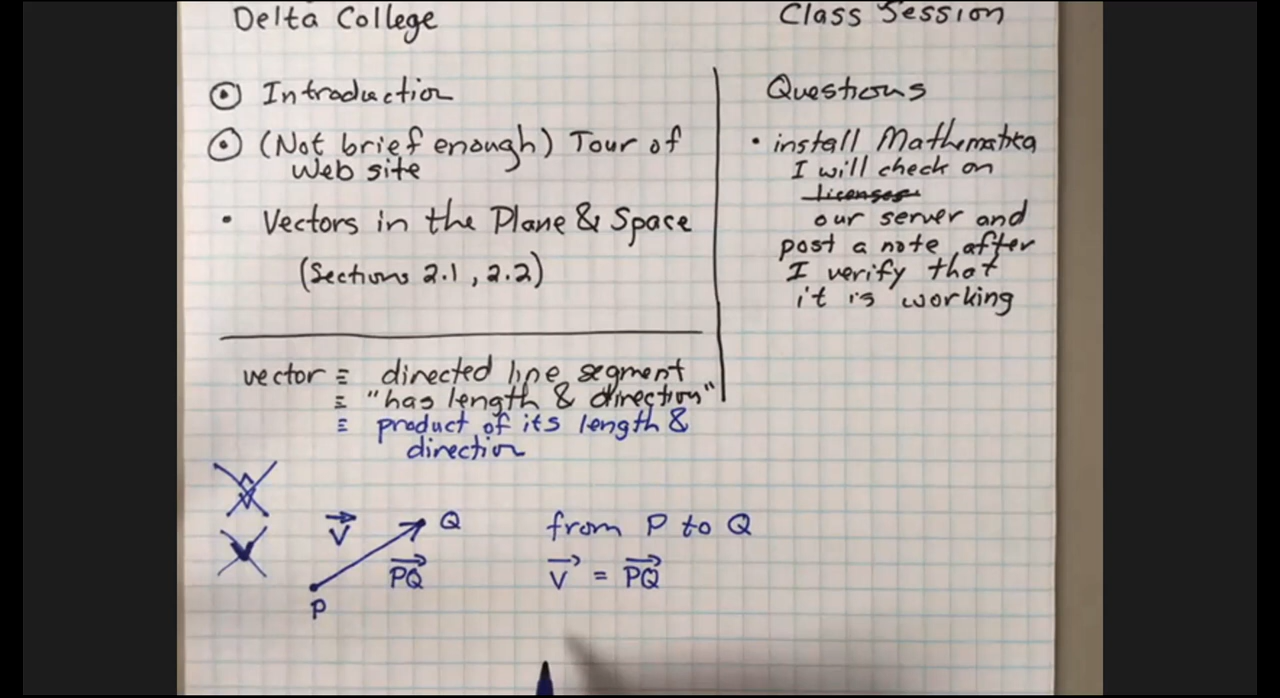 Delta College
Class Session
⊙ Introduction
⊙ (Not brief enough) Tour of
Web site
• Vectors in the Plane & Space
(Sections 2.1, 2.2)
Questions
• install Mathematica
I will check on
licenses
our server and
post a note after
I verify that
it is working
vector ≡ directed line segment
≡ "has length & direction"
≡ product of its length &
direction
v̂
v
v⃗
Q
PQ⃗
P
from P to Q
v⃗ = PQ⃗